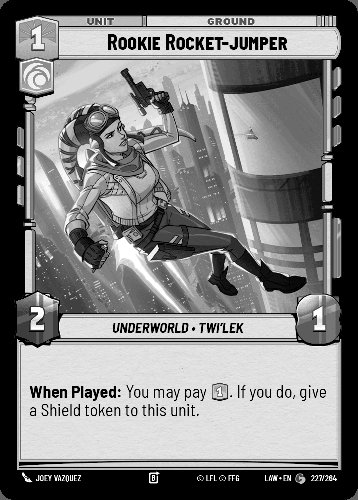 UNIT
GROUND
1
ROOKIE ROCKET-JUMPER
2
1
UNDERWORLD • TWI'LEK
When Played: You may pay 1. If you do, give
a Shield token to this unit.
JOEY VAZQUEZ
© LFL © FFG
LAW • EN
227/264